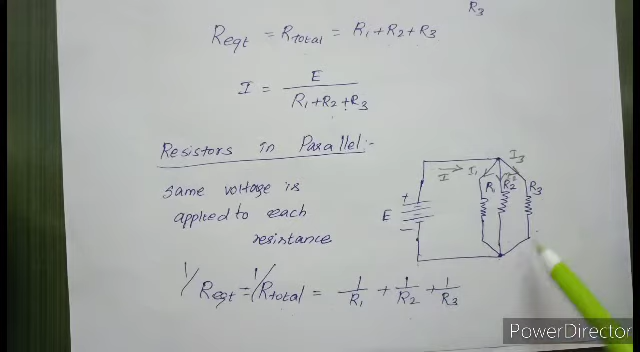 R3
Reqt = Rtotal = R1+R2+R3
I = E / R1+R2+R3
Resistors in Parallel:-
same voltage is
applied to each
resistance
E + - I I1 I2 I3 R1 R2 R3
1/Reqt = 1/Rtotal = 1/R1 + 1/R2 + 1/R3
PowerDirector